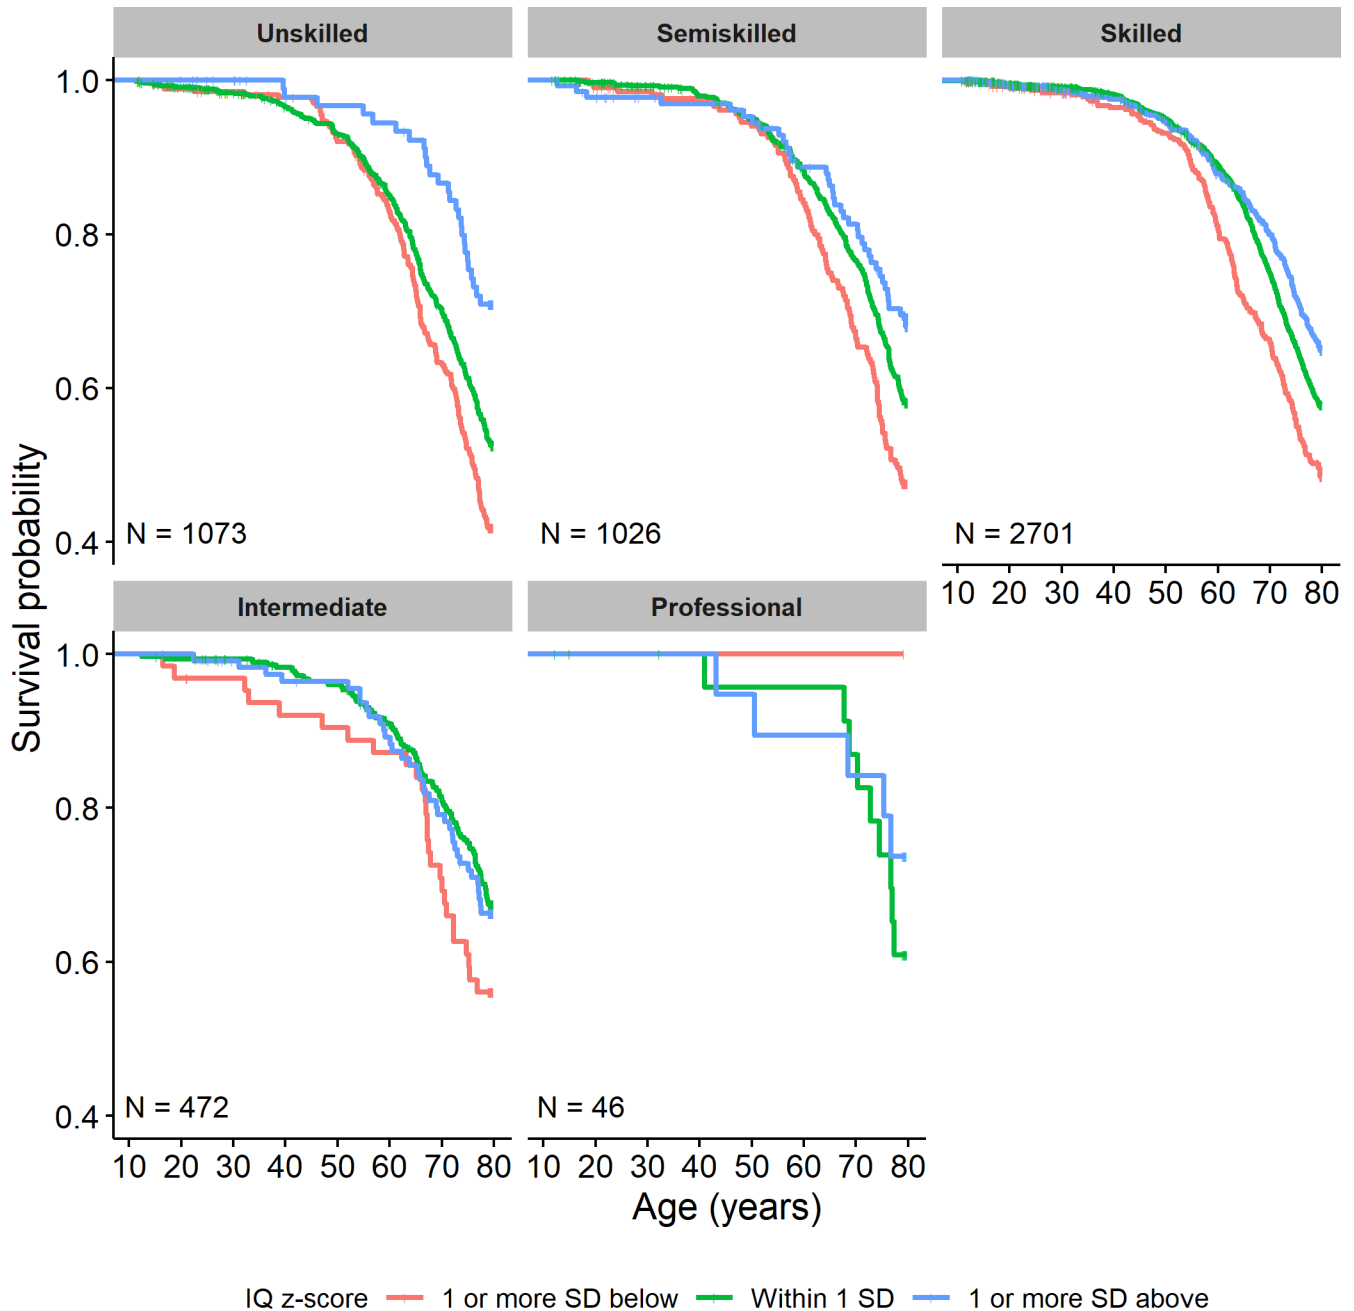 Unskilled
Semiskilled
Skilled
1.0
0.8
0.6
0.4
N = 1073
N = 1026
N = 2701
10 20 30 40 50 60 70 80
Survival probability
Intermediate
Professional
1.0
0.8
0.6
0.4
N = 472
N = 46
10 20 30 40 50 60 70 80
10 20 30 40 50 60 70 80
Age (years)
IQ z-score 1 or more SD below Within 1 SD 1 or more SD above